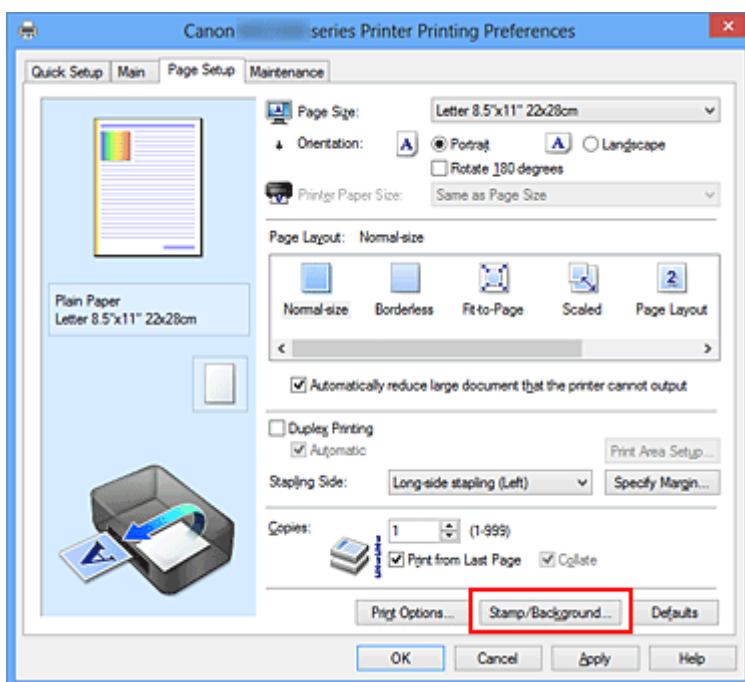 Canon series Printer Printing Preferences
Quick Setup Main Page Setup Maintenance
Page Size: Letter 8.5"x11" 22x28cm
Orientation: A Portrait A Landscape
Rotate 180 degrees
Printer Paper Size: Same as Page Size
Page Layout: Normal-size
2
Normal-size Borderless Fit-to-Page Scaled Page Layout
Plain Paper
Letter 8.5"x11" 22x28cm
Automatically reduce large document that the printer cannot output
Duplex Printing
Automatic Print Area Setup...
Stapling Side: Long-side stapling (Left) Specify Margin...
Copies: 1 (1-999)
Print from Last Page Collate
A
Print Options... Stamp/Background... Defaults
OK Cancel Apply Help